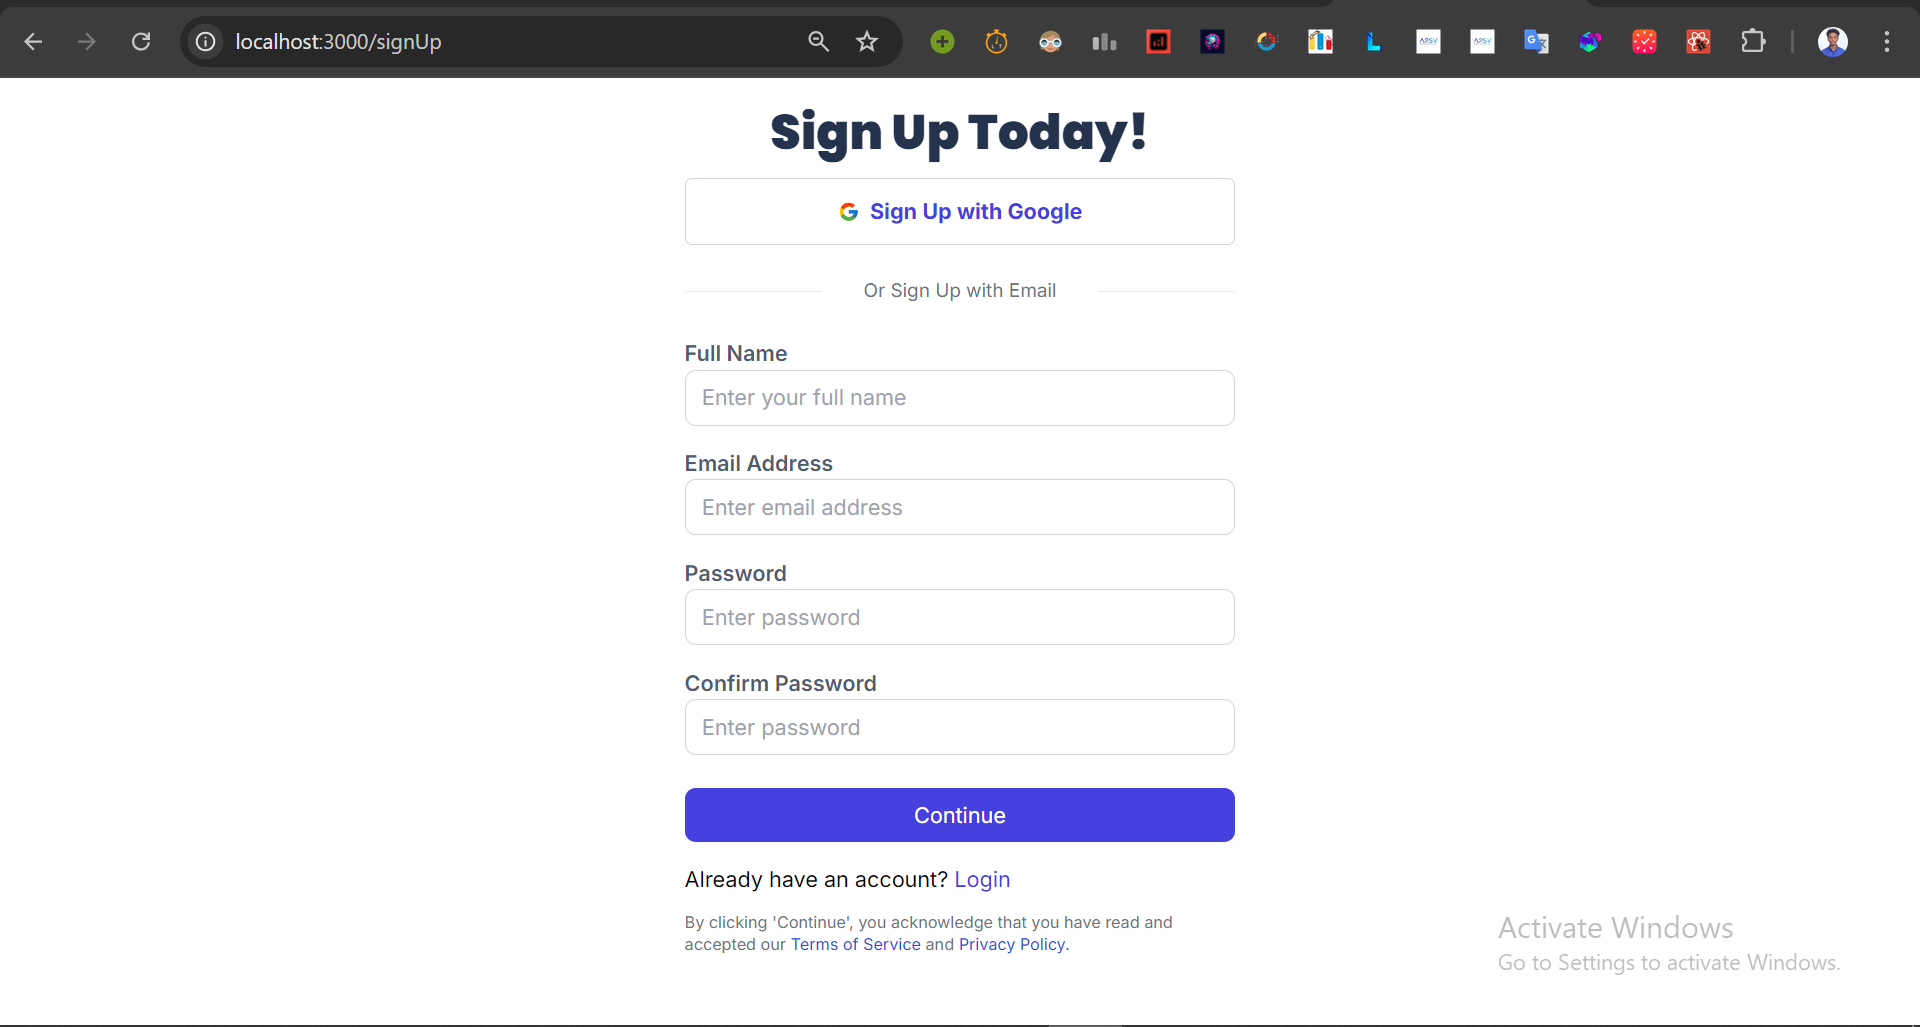 localhost:3000/signUp
Sign Up Today!
Sign Up with Google
Or Sign Up with Email
Full Name
Enter your full name
Email Address
Enter email address
Password
Enter password
Confirm Password
Enter password
Continue
Already have an account? Login
By clicking 'Continue', you acknowledge that you have read and
accepted our Terms of Service and Privacy Policy.
Activate Windows
Go to Settings to activate Windows.